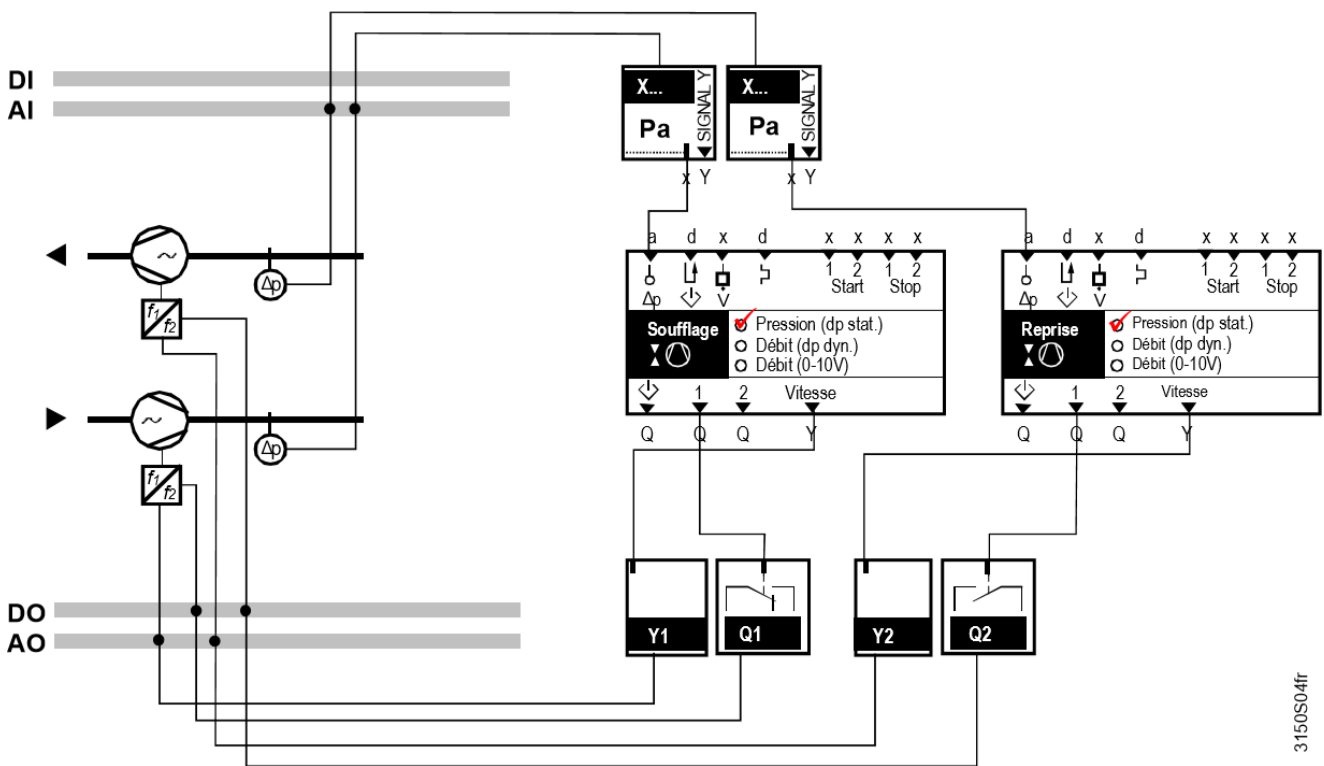 DI
AI
X...
Pa
SIGNAL Y
X...
Pa
SIGNAL Y
x Y
x Y
a d x d x x x x
1 2 1 2
Start Stop
Δp V
Soufflage
Pression (dp stat.)
Débit (dp dyn.)
Débit (0-10V)
1 2 Vitesse
Q Q Q Y
a d x d x x x x
1 2 1 2
Start Stop
Δp V
Reprise
Pression (dp stat.)
Débit (dp dyn.)
Débit (0-10V)
1 2 Vitesse
Q Q Q Y
~
Δp
f1
f2
~
Δp
f1
f2
DO
AO
Y1
Q1
Y2
Q2
3150S04fr